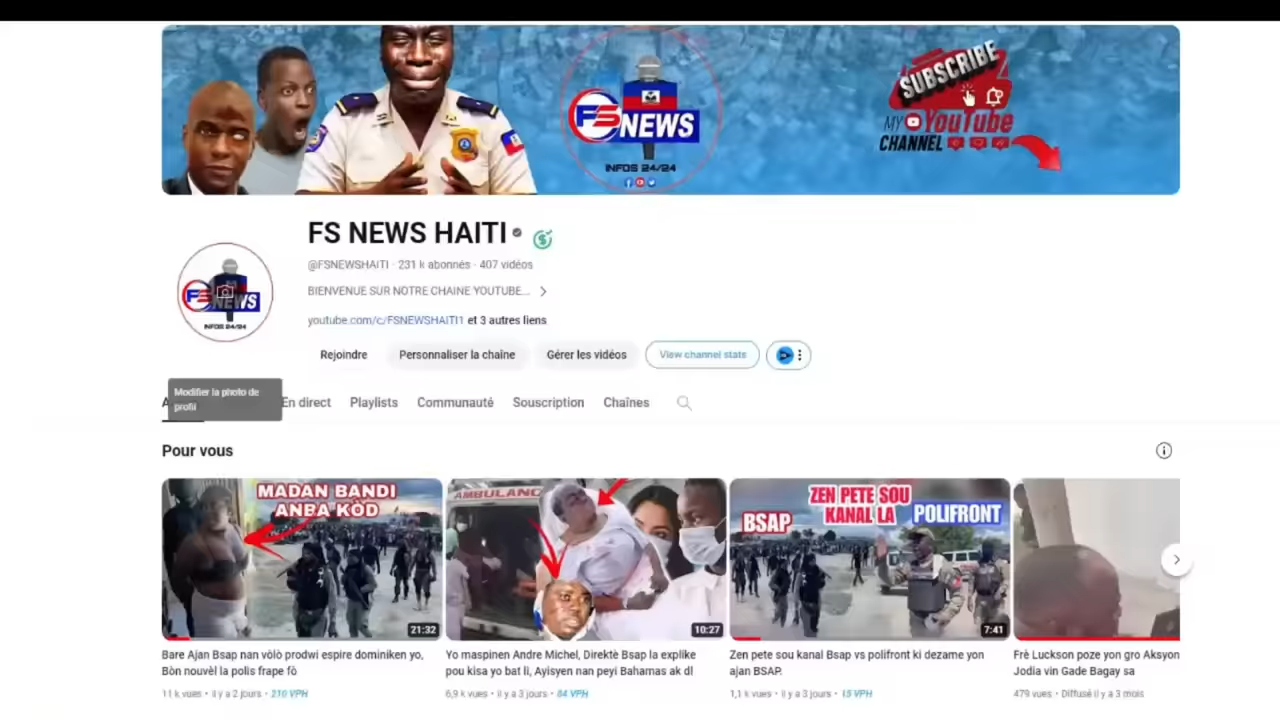 SUBSCRIBE
MY YouTube
CHANNEL
FS NEWS
INFOS 24/24
FS NEWS HAITI
@FSNEWSHAITI · 231 k abonnés · 407 vidéos
BIENVENUE SUR NOTRE CHAINE YOUTUBE...
FS NEWS
INFOS 24/24
youtube.com/c/FSNEWSHAITI1 et 3 autres liens
Rejoindre Personnaliser la chaîne Gérer les vidéos View channel stats
Modifier la photo de
profil
En direct Playlists Communauté Souscription Chaînes
Pour vous
MADAN BANDI
ANBA KÒD
21:32
AMBULANC
10:27
ZEN PETE SOU
KANAL LA
BSAP
POLIFRONT
7:41
Bare Ajan Bsap nan vòlò prodwi espire dominiken yo,
Bòn nouvèl la polis frape fò
11 k vues · il y a 2 jours · 210 VPH
Yo maspinen Andre Michel, Direktè Bsap la eksplike
pou kisa yo bat li, Ayisyen nan peyi Bahamas ak dl
6,9 k vues · il y a 3 jours · 84 VPH
Zen pete sou kanal Bsap vs polifront ki dezame yon
ajan BSAP.
1,1 k vues · il y a 3 jours · 15 VPH
Frè Luckson poze yon gro Aksyon
Jodia vin Gade Bagay sa
479 vues · Diffusé il y a 3 mois